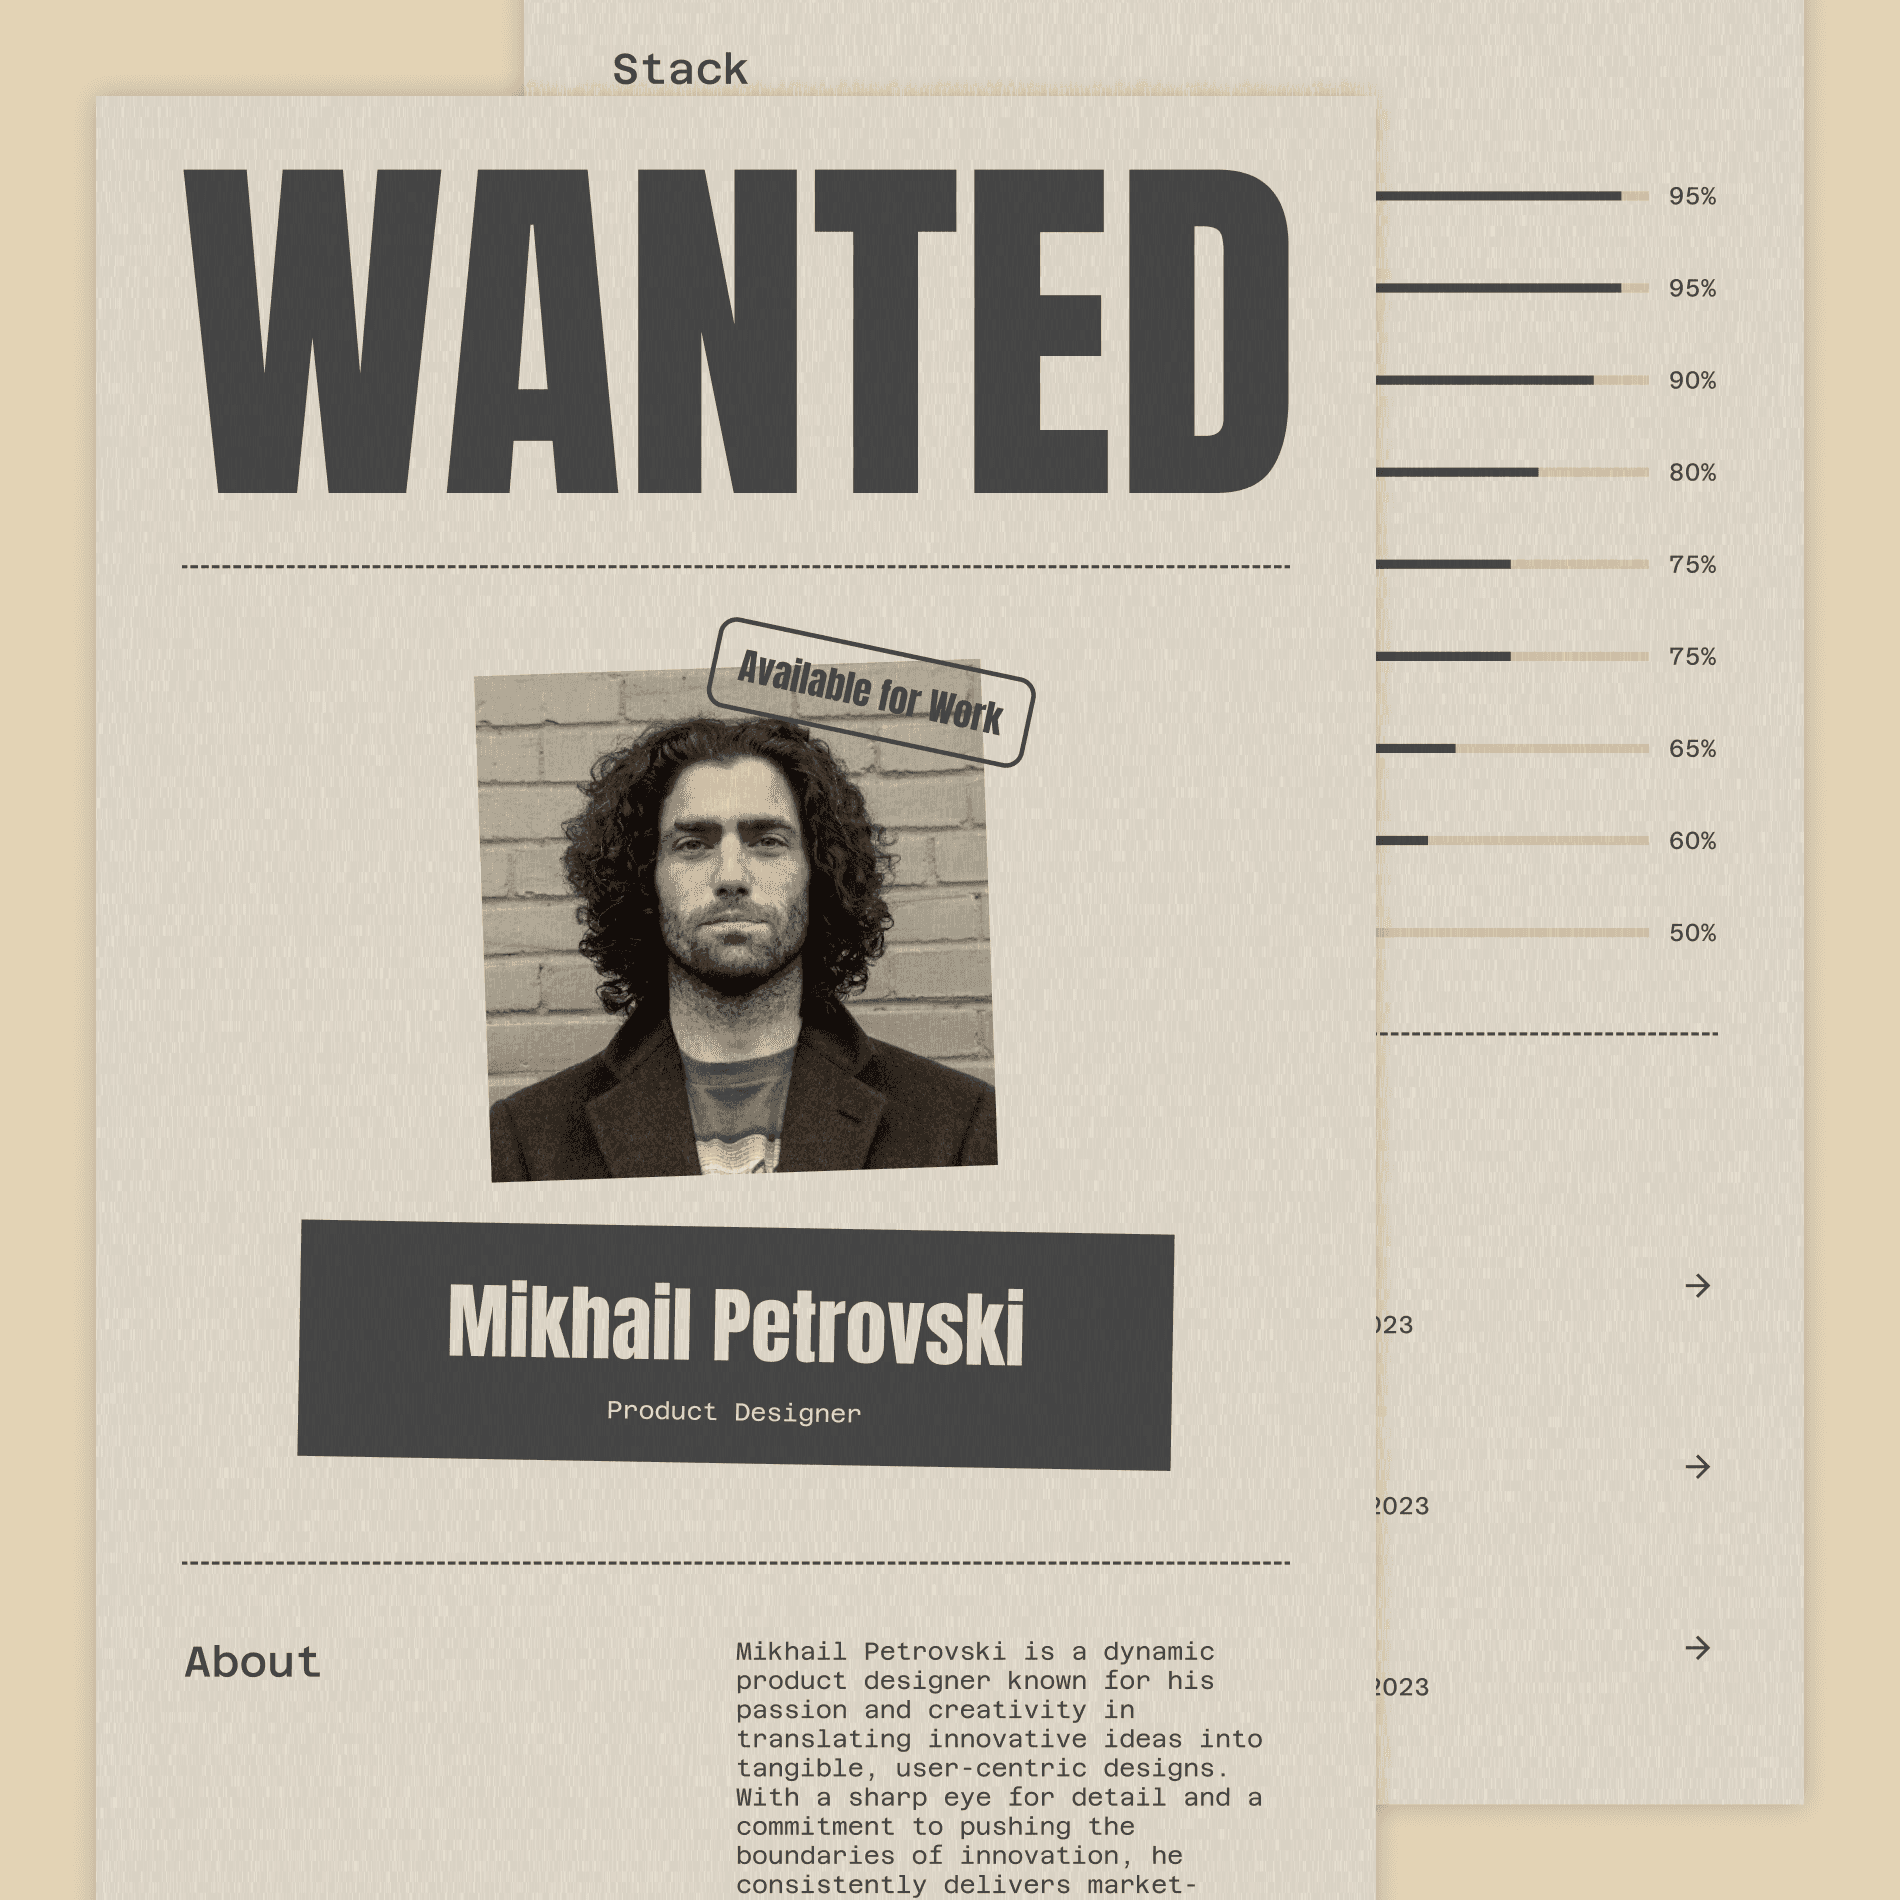 Stack
95%
95%
90%
80%
75%
75%
65%
60%
50%
2023
2023
WANTED
Available for Work
Mikhail Petrovski
Product Designer
About
Mikhail Petrovski is a dynamic
product designer known for his
passion and creativity in
translating innovative ideas into
tangible, user-centric designs.
With a sharp eye for detail and a
commitment to pushing the
boundaries of innovation, he
consistently delivers market-